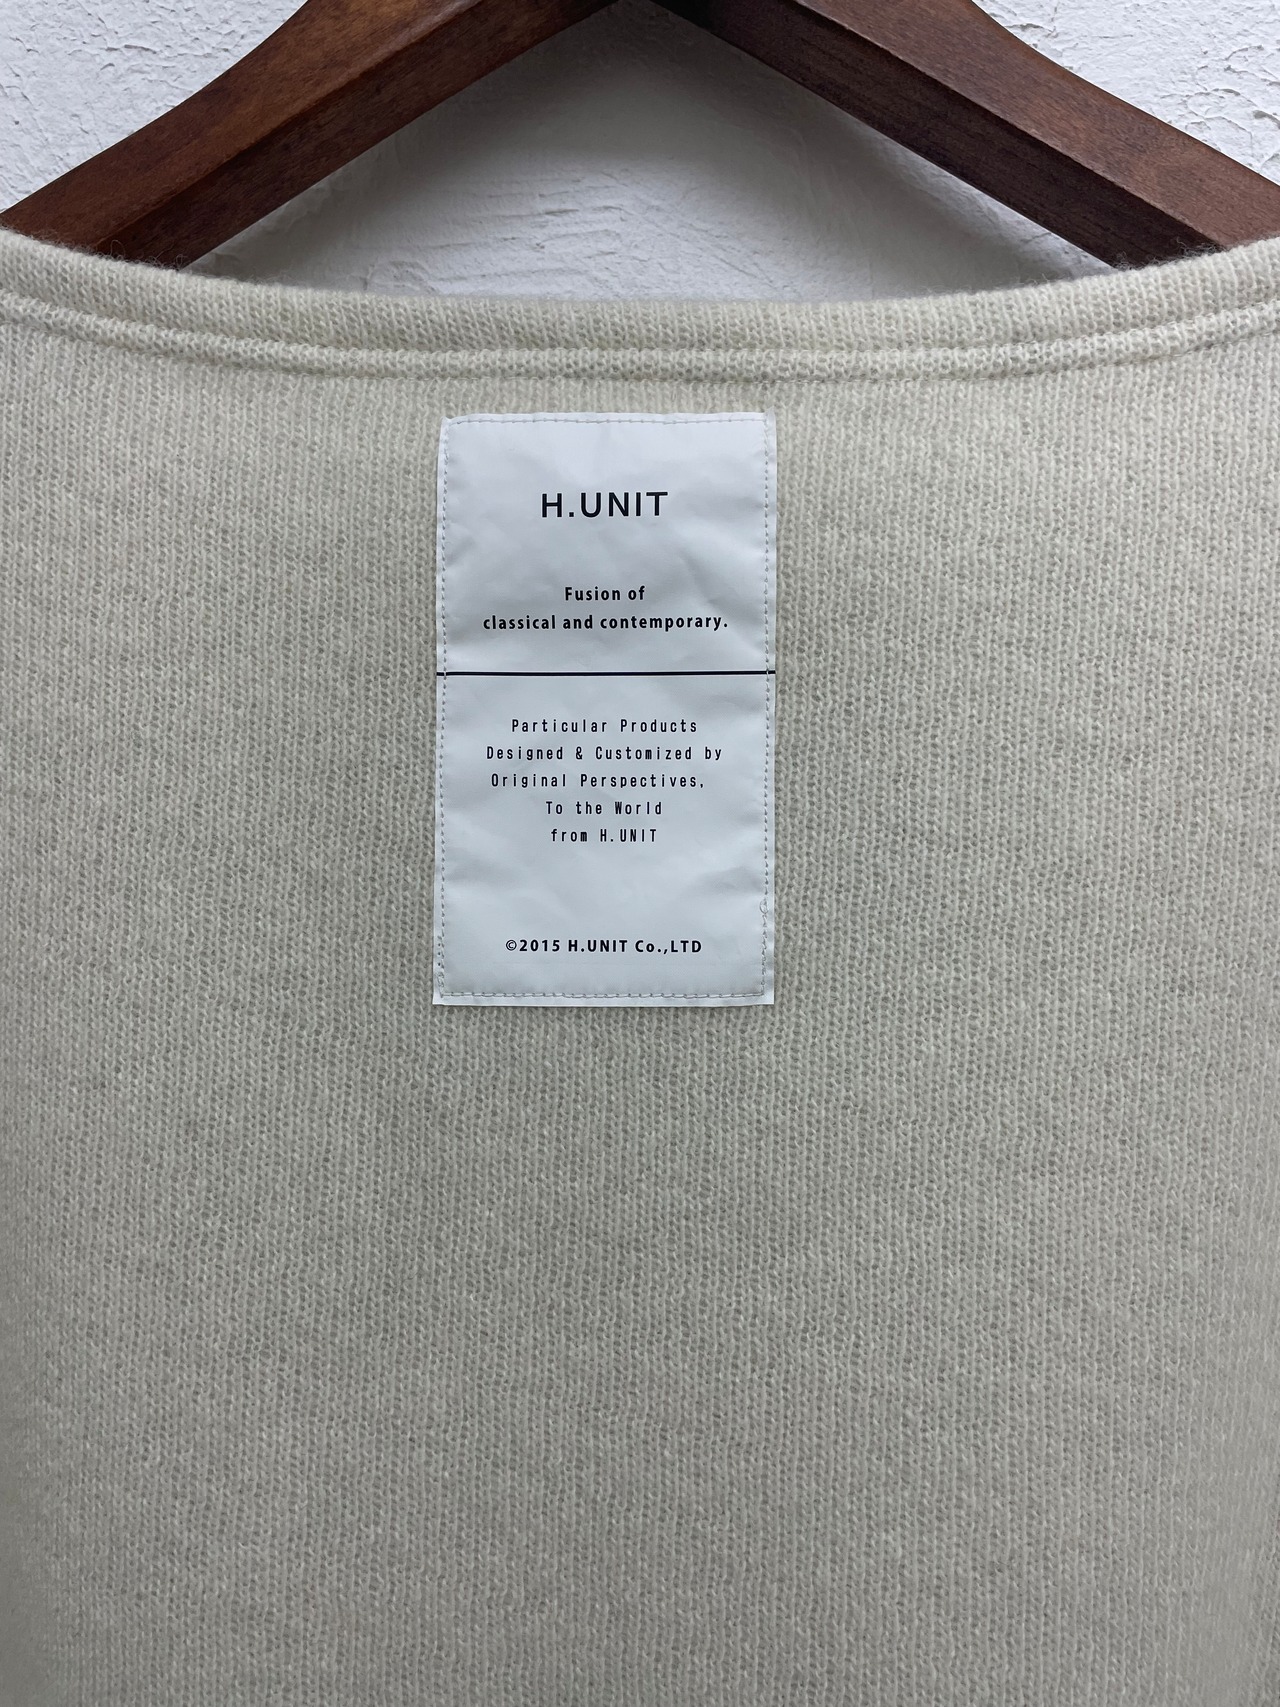 H.UNIT
Fusion of
classical and contemporary.
Particular Products
Designed & Customized by
Original Perspectives,
To the World
from H.UNIT
©2015 H.UNIT Co.,LTD